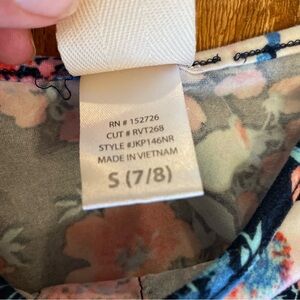 RN # 152726
CUT # RVT268
STYLE #JKP146NR
MADE IN VIETNAM
S (7/8)